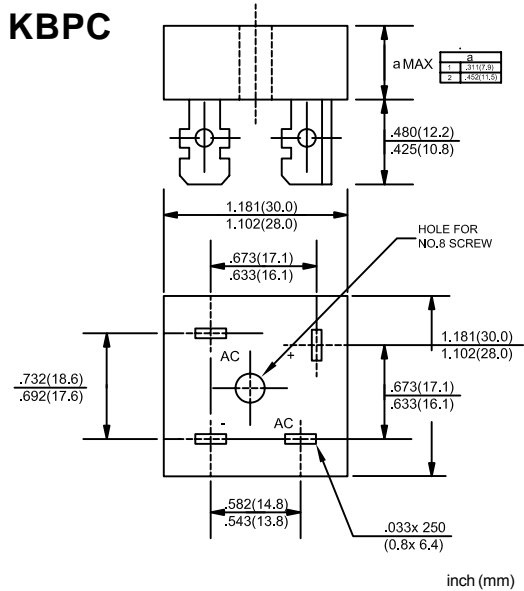 KBPC
a MAX
a
1 .311(7.9)
2 .452(11.5)
.480(12.2)
.425(10.8)
1.181(30.0)
1.102(28.0)
HOLE FOR
NO.8 SCREW
.673(17.1)
.633(16.1)
AC
+
1.181(30.0)
1.102(28.0)
.732(18.6)
.692(17.6)
.673(17.1)
.633(16.1)
-
AC
.582(14.8)
.543(13.8)
.033x 250
(0.8x 6.4)
inch (mm)